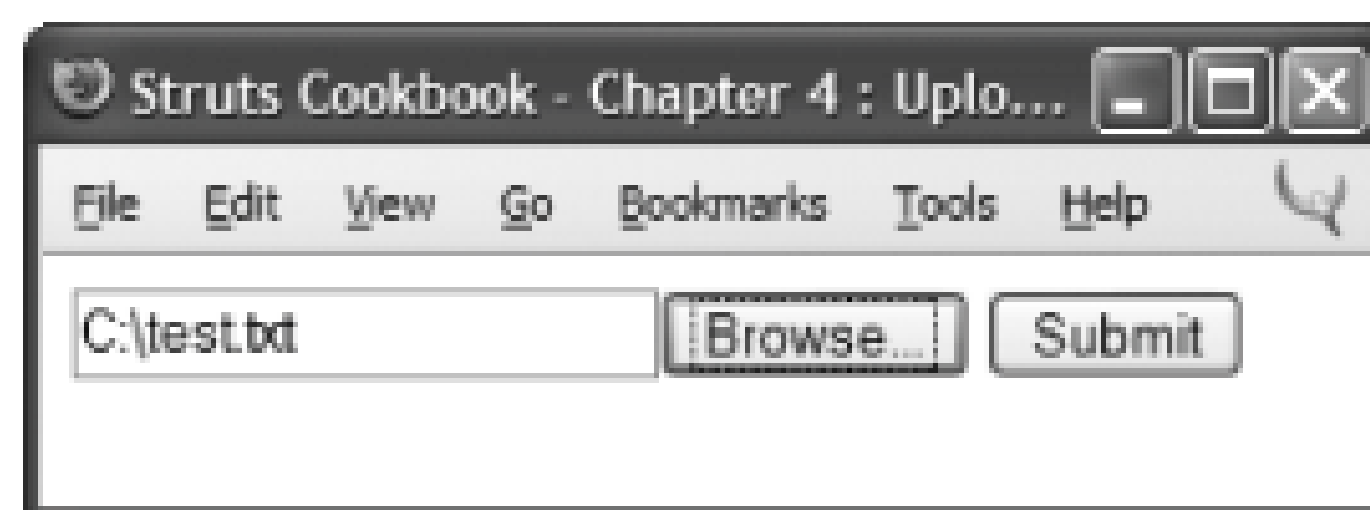 Struts Cookbook - Chapter 4 : Uplo...
File Edit View Go Bookmarks Tools Help
C:\test.txt Browse... Submit